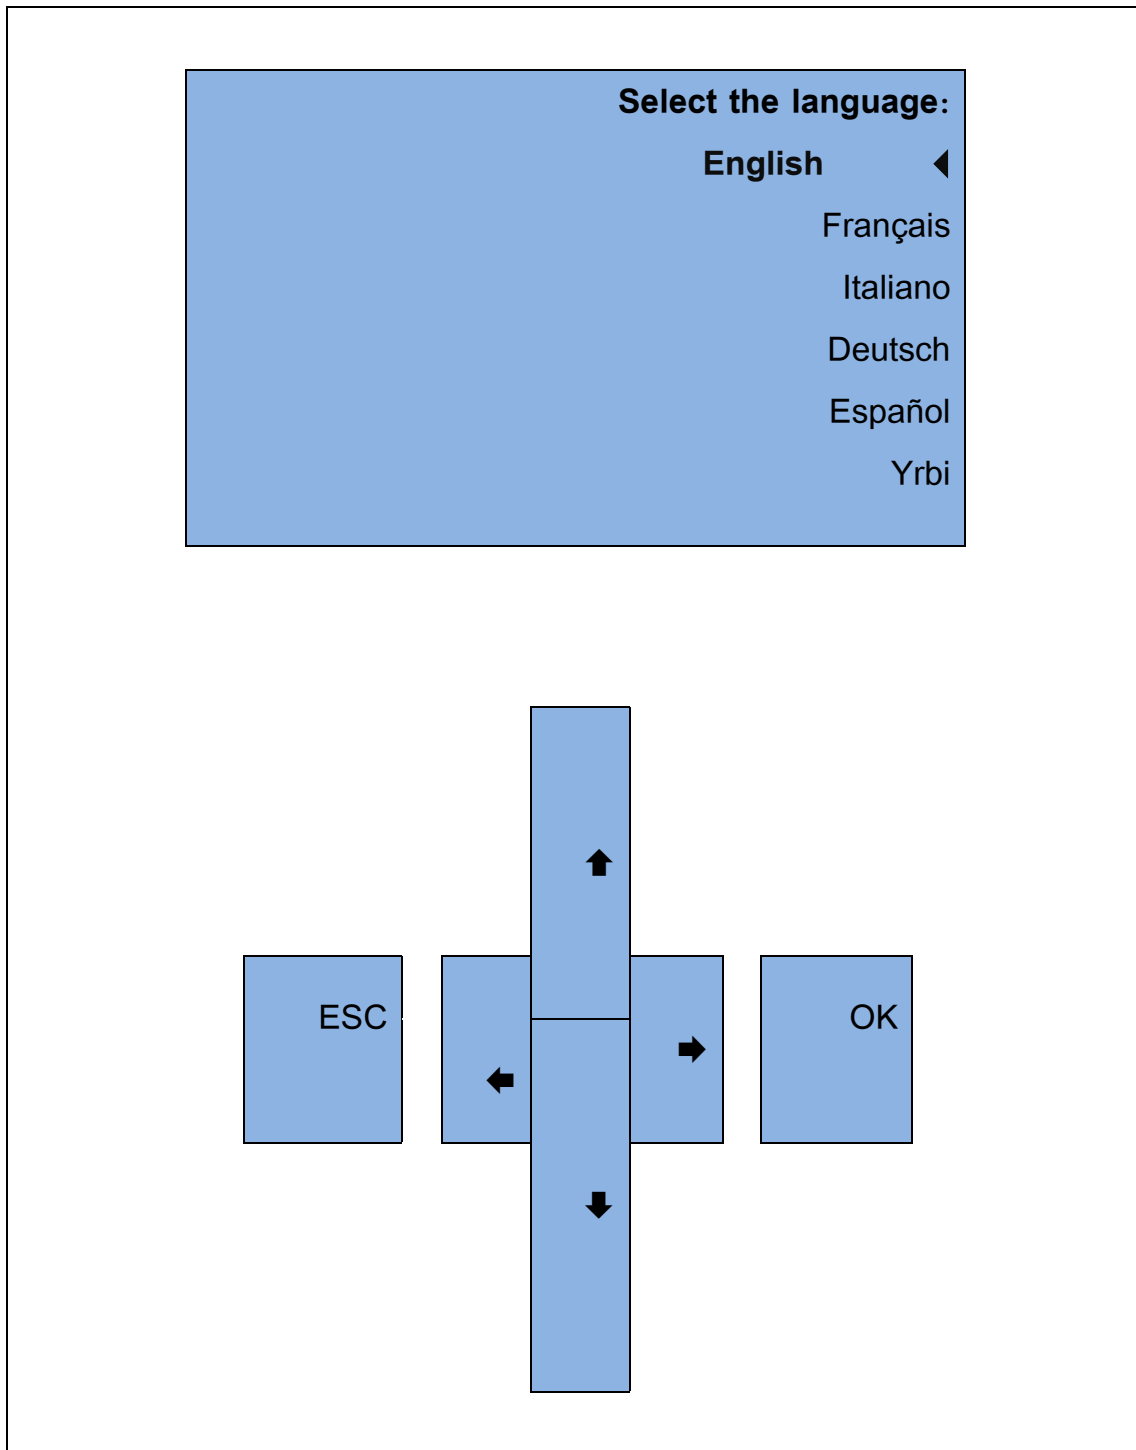 Select the language:
English
Français
Italiano
Deutsch
Español
Yrbi
ESC
OK